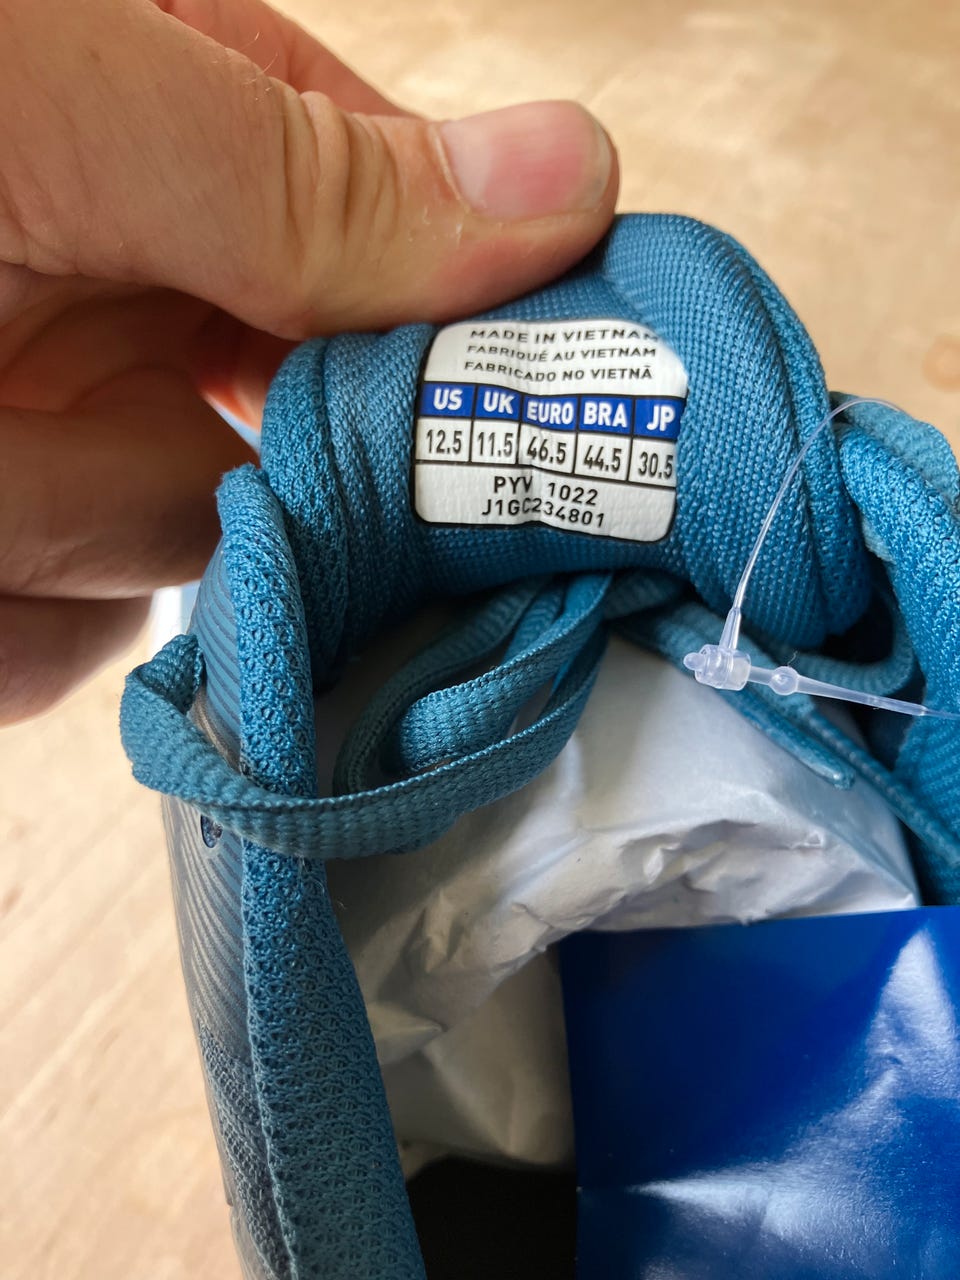 MADE IN VIETNAM
FABRIQUÉ AU VIETNAM
FABRICADO NO VIETNÃ
US UK EURO BRA JP
12.5 11.5 46.5 44.5 30.5
PYV 1022
J1GC234801